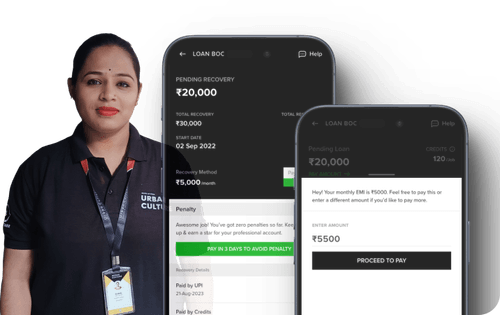 LOAN BOC
Help
PENDING RECOVERY
₹20,000
TOTAL RECOVERY
TOTAL RE
₹30,000
START DATE
02 Sep 2022
Recovery Method
₹5,000 /month
Penalty
Awesome job! You've got zero penalties so far. Kee
up & earn a star for your professional account.
PAY IN 3 DAYS TO AVOID PENALTY
Recovery Details
Paid by UPI
21-Aug-2023
Paid by Credits
LOAN BOC
Help
Pending Loan
₹20,000
CREDITS
120
Hey! Your monthly EMI is ₹5000. Feel free to pay this or
enter a different amount if you'd like to pay more.
ENTER AMOUNT
₹5500
PROCEED TO PAY
URBA
CULTU